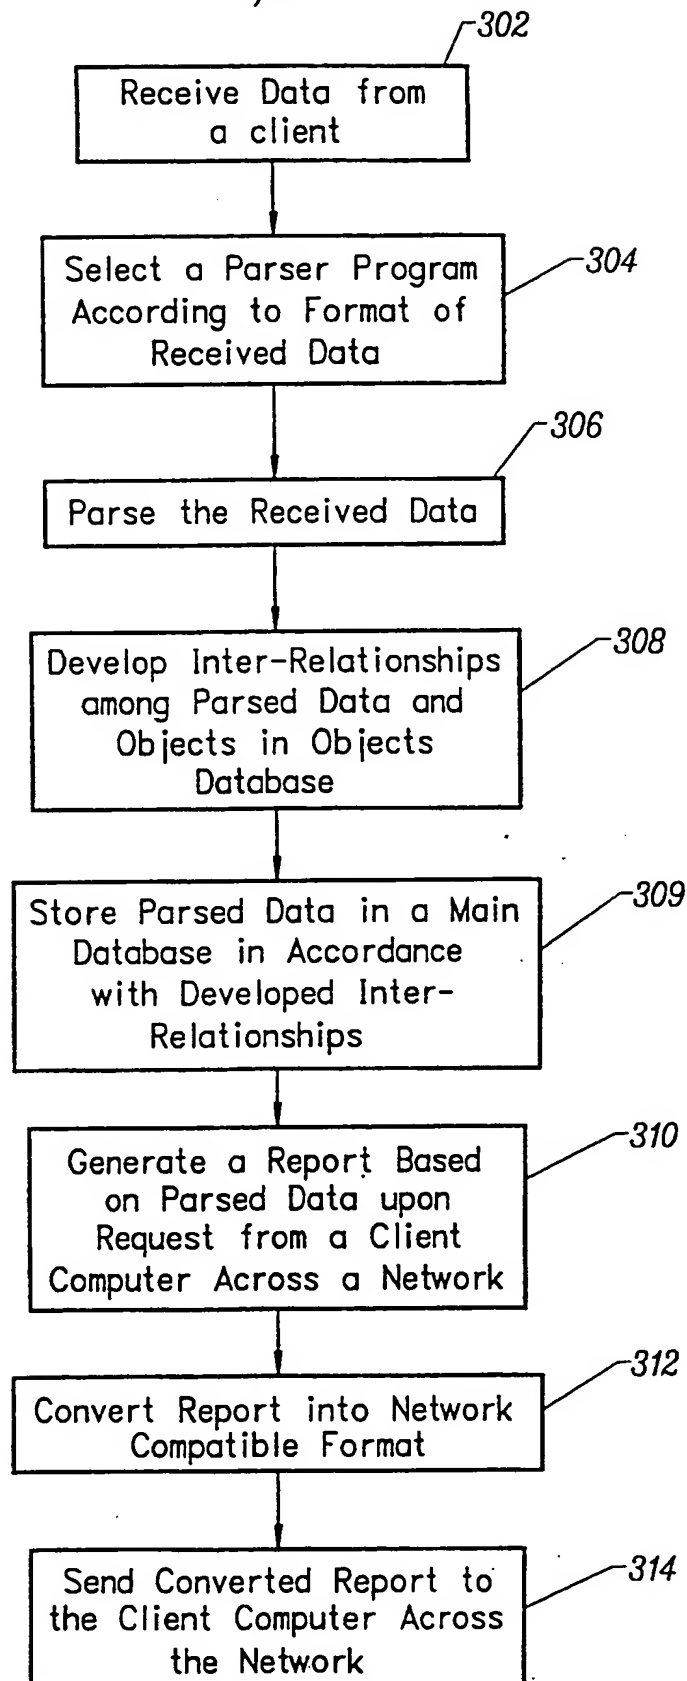 302
Receive Data from
a client
Select a Parser Program
According to Format of
Received Data
304
306
Parse the Received Data
Develop Inter-Relationships
among Parsed Data and
Objects in Objects
Database
308
Store Parsed Data in a Main
Database in Accordance
with Developed Inter-
Relationships
309
Generate a Report Based
on Parsed Data upon
Request from a Client
Computer Across a Network
310
312
Convert Report into Network
Compatible Format
Send Converted Report to
the Client Computer Across
the Network
314